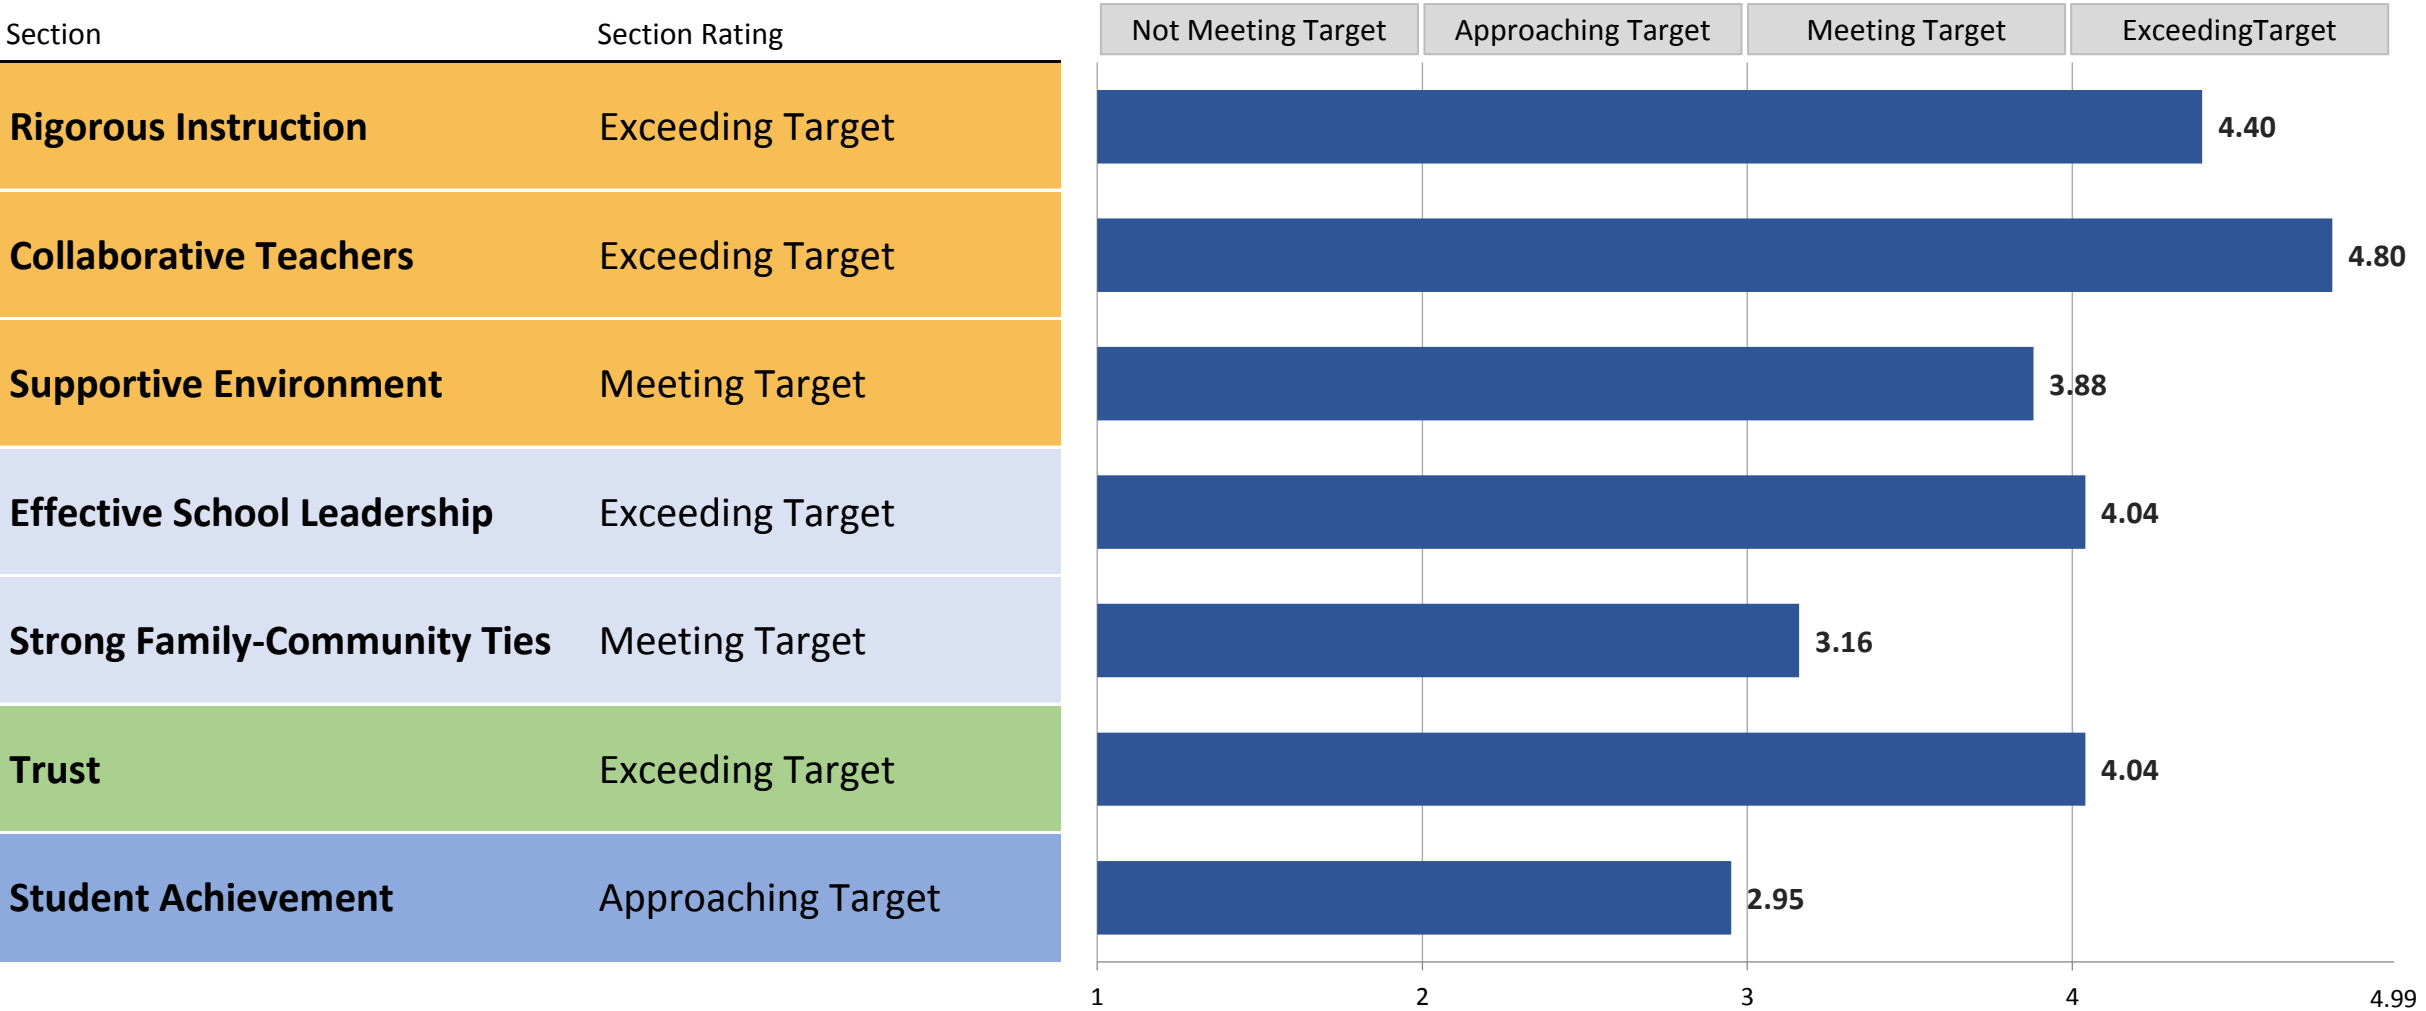 Section Section Rating Not Meeting Target Approaching Target Meeting Target ExceedingTarget
Rigorous Instruction Exceeding Target 4.40
Collaborative Teachers Exceeding Target 4.80
Supportive Environment Meeting Target 3.88
Effective School Leadership Exceeding Target 4.04
Strong Family-Community Ties Meeting Target 3.16
Trust Exceeding Target 4.04
Student Achievement Approaching Target 2.95
1 2 3 4 4.99